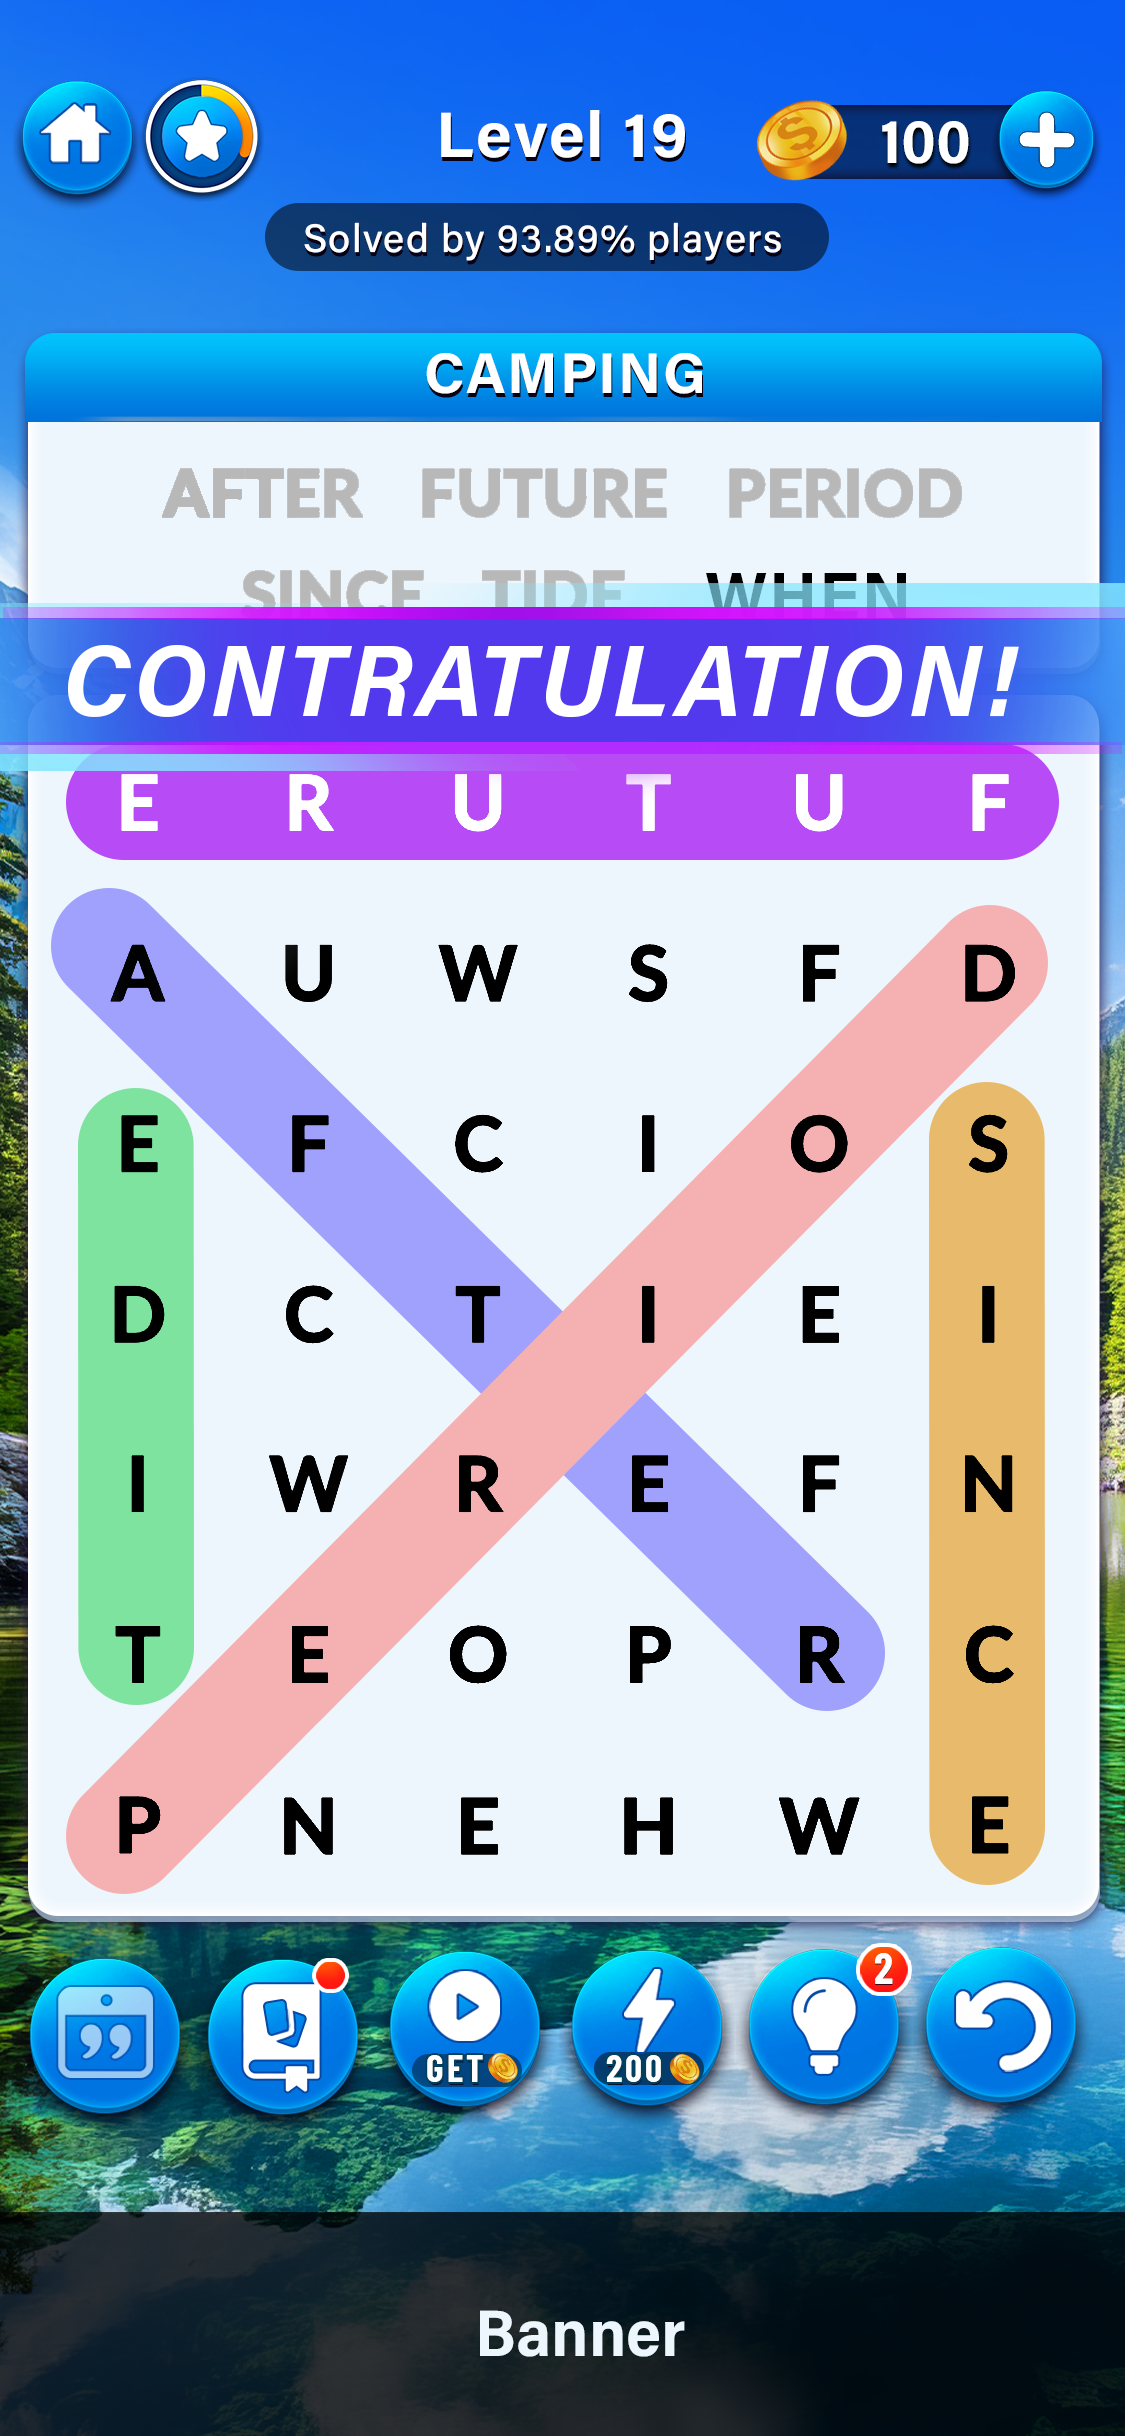 Level 19
100
Solved by 93.89% players
CAMPING
AFTER FUTURE PERIOD
SINCE TIDE WHEN
CONTRATULATION!
E R U T U F
A U W S F D
E F C I O S
D C T I E I
I W R E F N
T E O P R C
P N E H W E
2
GET 200
Banner